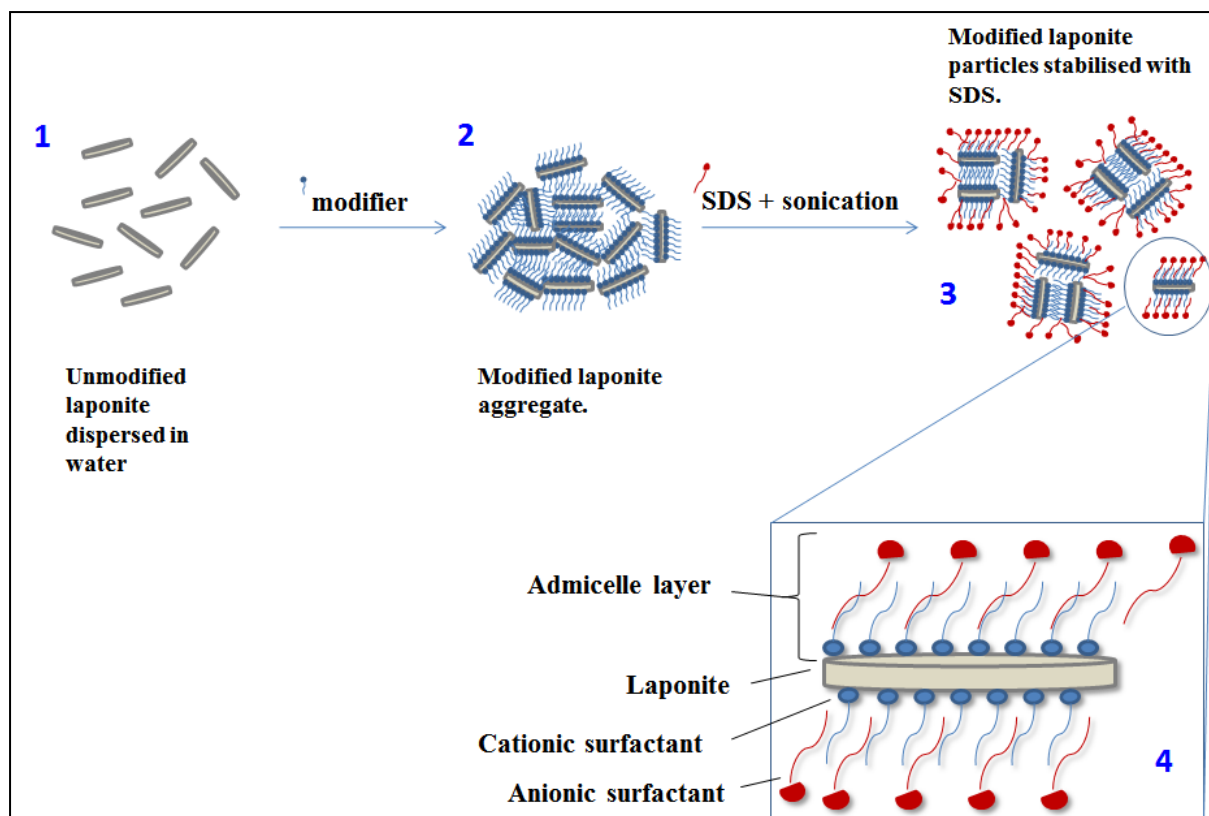 1
Unmodified
laponite
dispersed in
water
modifier
2
Modified laponite
aggregate.
SDS + sonication
Modified laponite
particles stabilised with
SDS.
3
Admicelle layer
Laponite
Cationic surfactant
Anionic surfactant
4